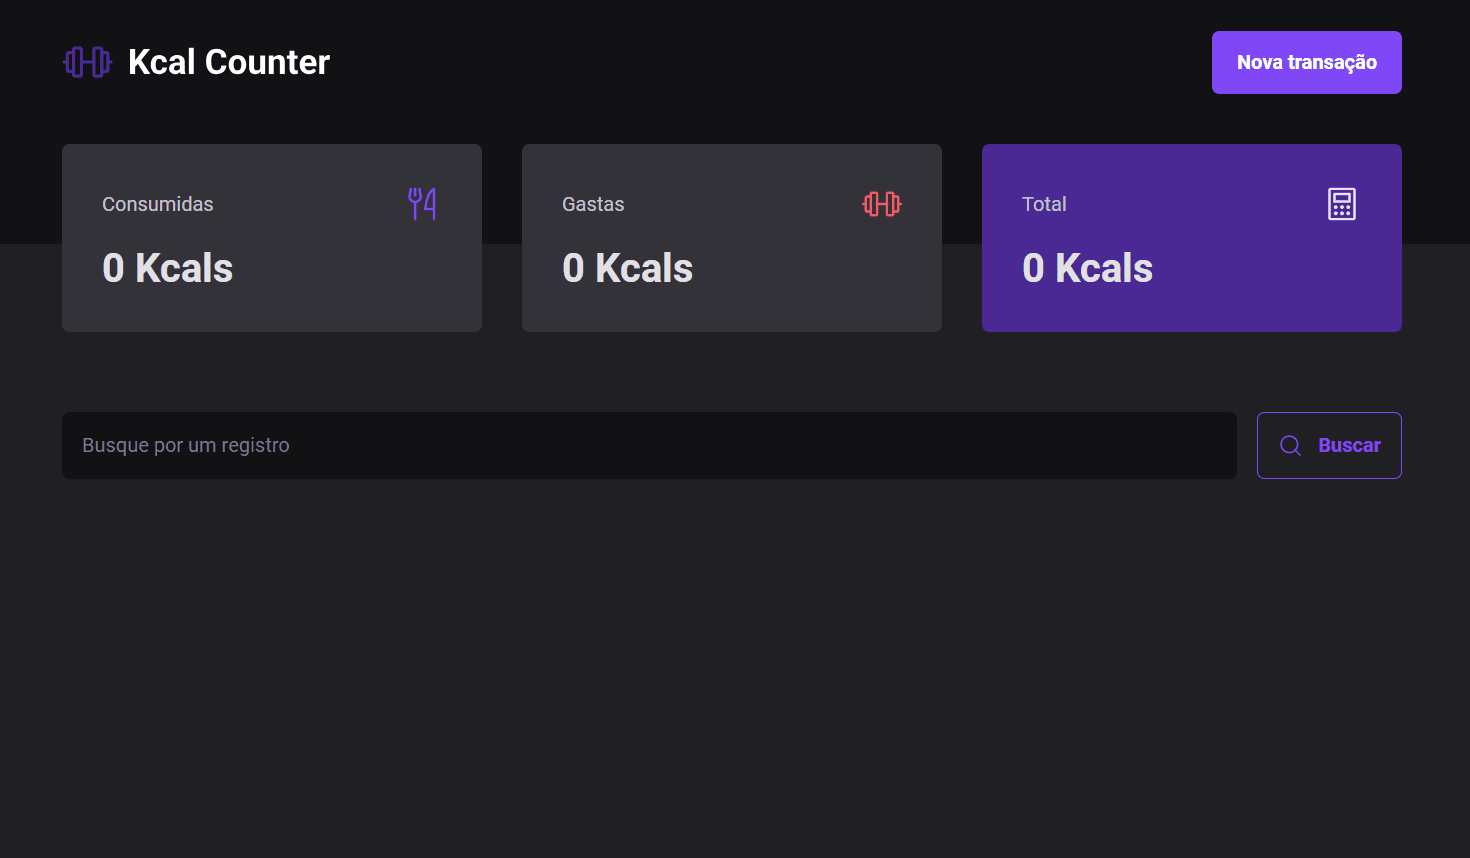 Kcal Counter
Nova transação
Consumidas
0 Kcals
Gastas
0 Kcals
Total
0 Kcals
Busque por um registro
Buscar